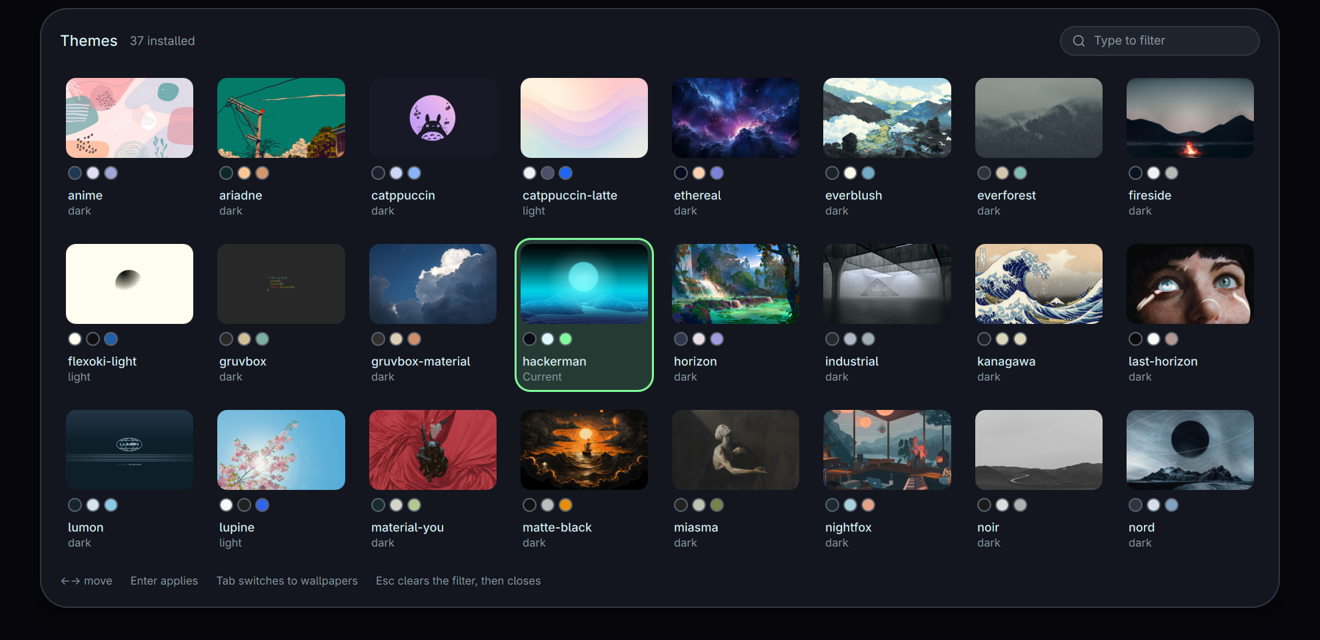 Themes 37 installed
Type to filter
anime
dark
ariadne
dark
catppuccin
dark
catppuccin-latte
light
ethereal
dark
everblush
dark
everforest
dark
fireside
dark
flexoki-light
light
gruvbox
dark
gruvbox-material
dark
hackerman
Current
horizon
dark
industrial
dark
kanagawa
dark
last-horizon
dark
LUMON
lumon
dark
lupine
light
material-you
dark
matte-black
dark
miasma
dark
nightfox
dark
noir
dark
nord
dark
←→ move Enter applies Tab switches to wallpapers Esc clears the filter, then closes